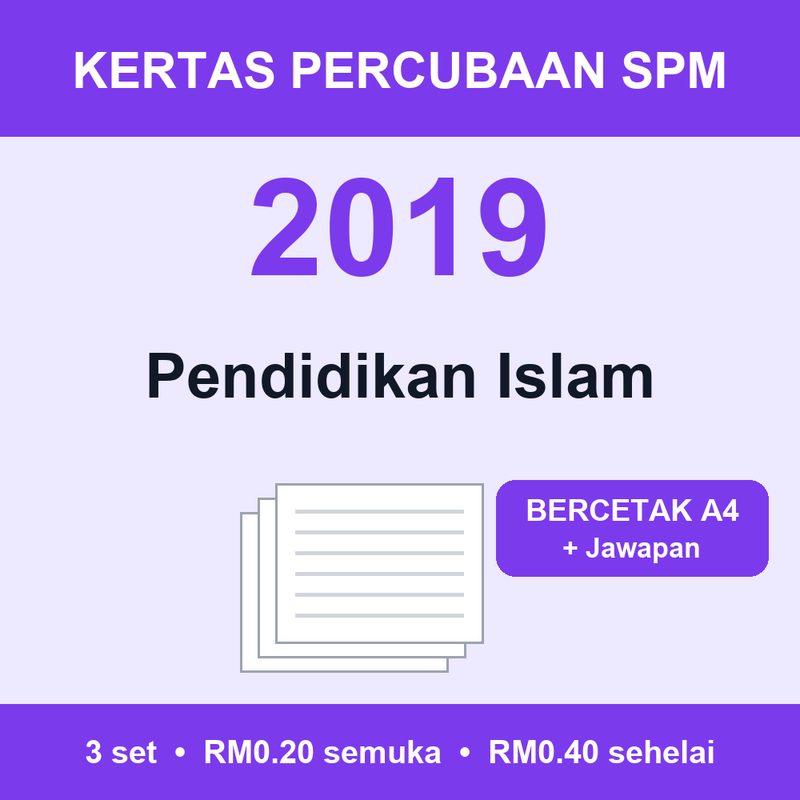 KERTAS PERCUBAAN SPM
2019
Pendidikan Islam
BERCETAK A4
+ Jawapan
3 set • RM0.20 semuka • RM0.40 sehelai